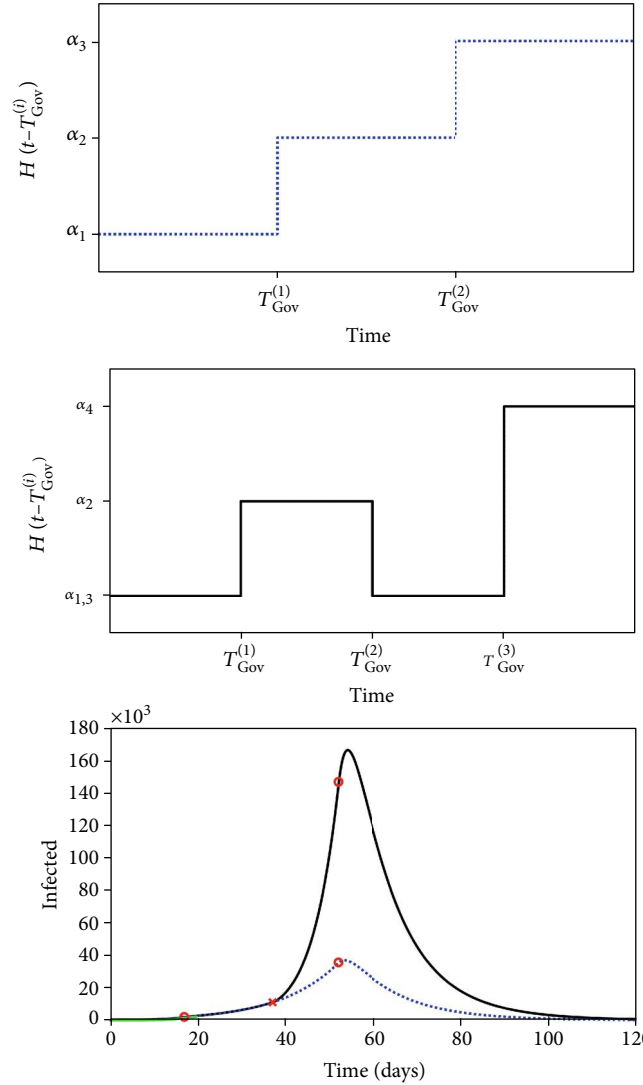 α3
α2
α1
H (t–T(i)Gov)
T(1)Gov
T(2)Gov
Time
α4
α2
α1,3
H (t–T(i)Gov)
T(1)Gov
T(2)Gov
T(3)Gov
Time
×103
180
160
140
120
100
80
60
40
20
0
Infected
0
20
40
60
80
100
120
Time (days)